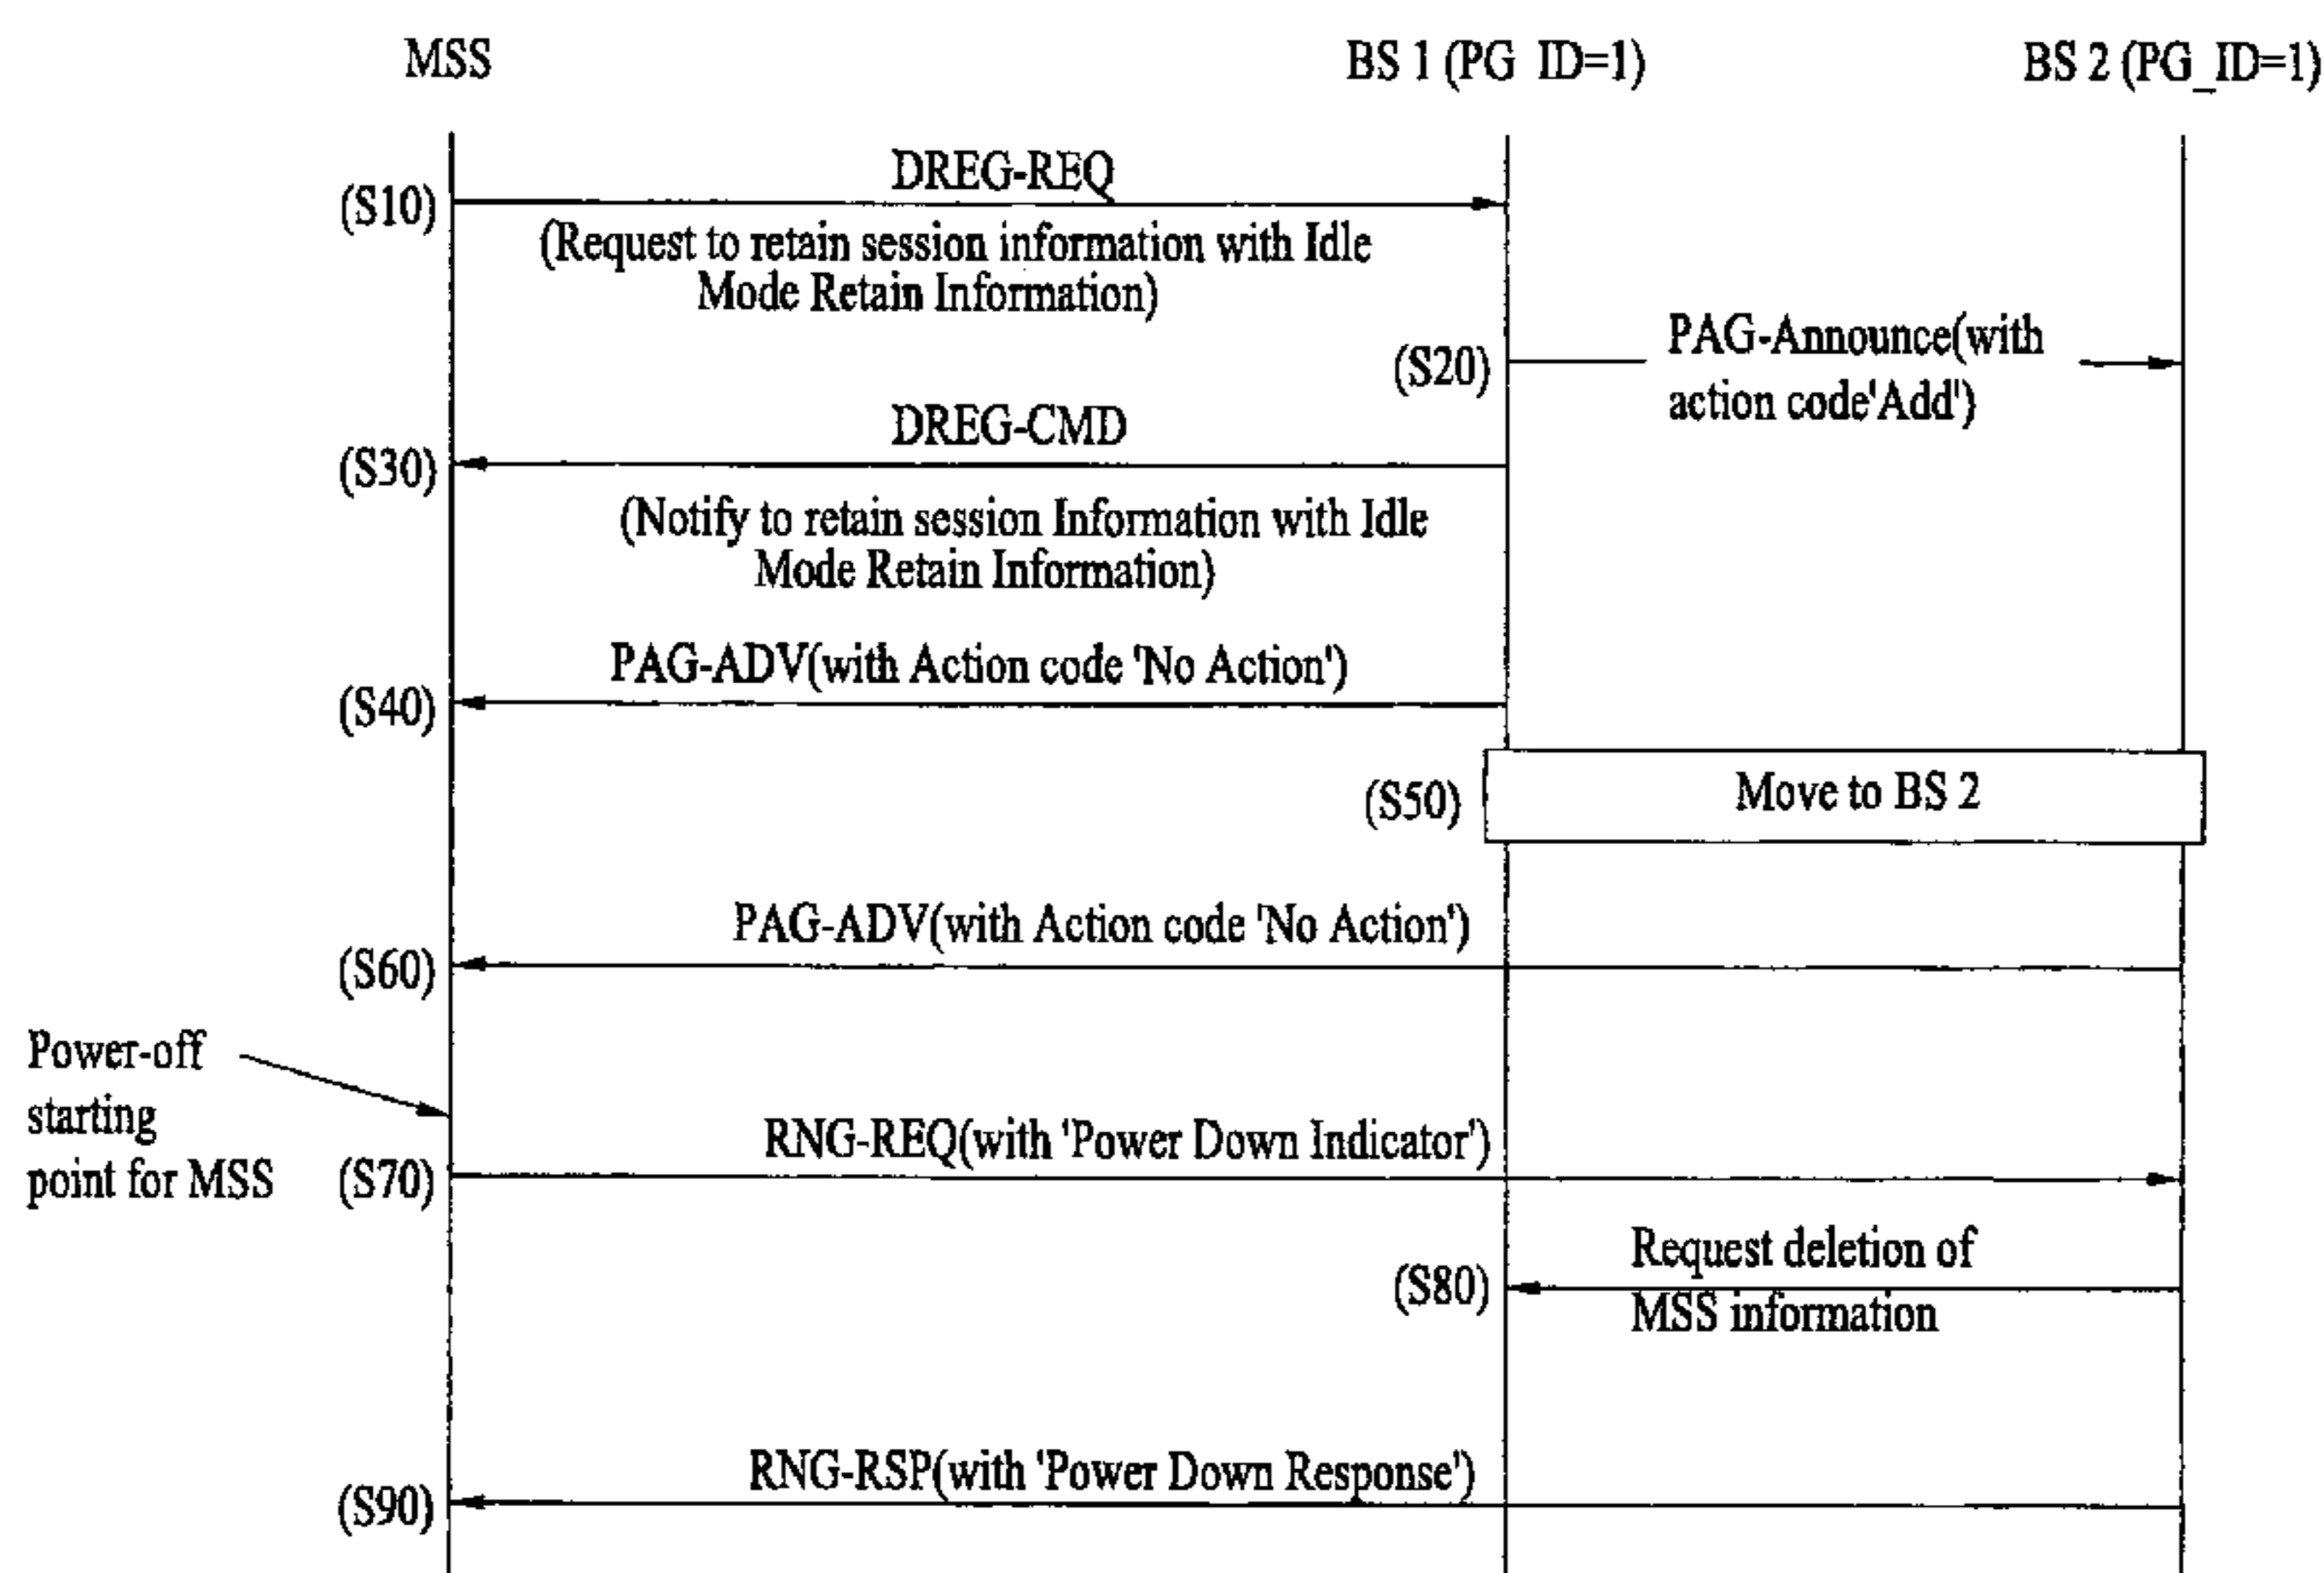 MSS
BS 1 (PG ID=1)
BS 2 (PG_ID=1)
(S10)
DREG-REQ
(Request to retain session information with Idle
Mode Retain Information)
(S20)
PAG-Announce(with
action code'Add')
DREG-CMD
(S30)
(Notify to retain session Information with Idle
Mode Retain Information)
PAG-ADV(with Action code 'No Action')
(S40)
(S50)
Move to BS 2
PAG-ADV(with Action code 'No Action')
(S60)
Power-off
starting
point for MSS
RNG-REQ(with 'Power Down Indicator')
(S70)
Request deletion of
MSS information
(S80)
RNG-RSP(with 'Power Down Response')
(S90)